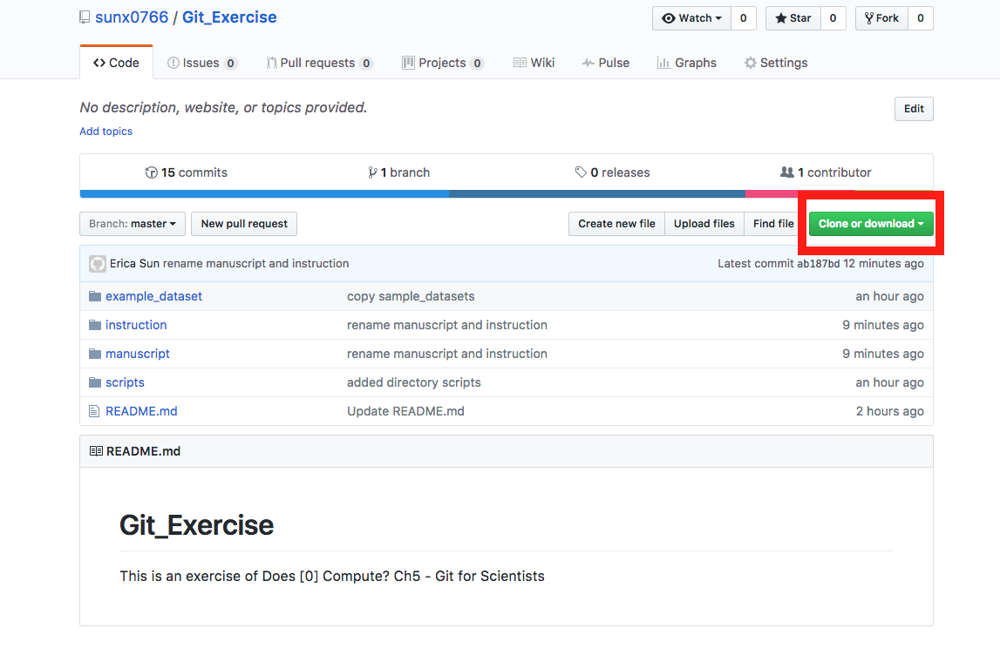 sunx0766 / Git_Exercise
Watch 0 Star 0 Fork 0
Code Issues 0 Pull requests 0 Projects 0 Wiki Pulse Graphs Settings
No description, website, or topics provided. Edit
Add topics
15 commits 1 branch 0 releases 1 contributor
Branch: master New pull request Create new file Upload files Find file Clone or download
Erica Sun rename manuscript and instruction Latest commit ab187bd 12 minutes ago
example_dataset copy sample_datasets an hour ago
instruction rename manuscript and instruction 9 minutes ago
manuscript rename manuscript and instruction 9 minutes ago
scripts added directory scripts an hour ago
README.md Update README.md 2 hours ago
README.md
Git_Exercise
This is an exercise of Does [0] Compute? Ch5 - Git for Scientists